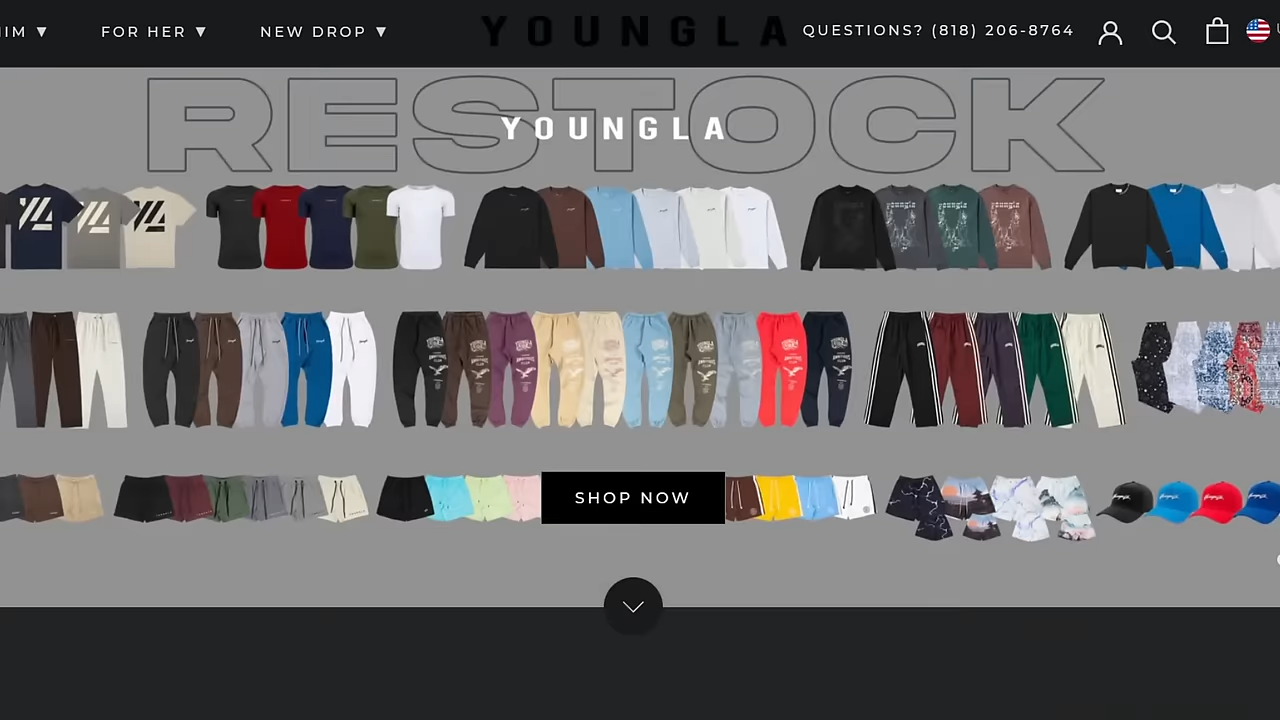 IM ▼ FOR HER ▼ NEW DROP ▼ YOUNGLA QUESTIONS? (818) 206-8764
RESTOCK
YOUNGLA
SHOP NOW